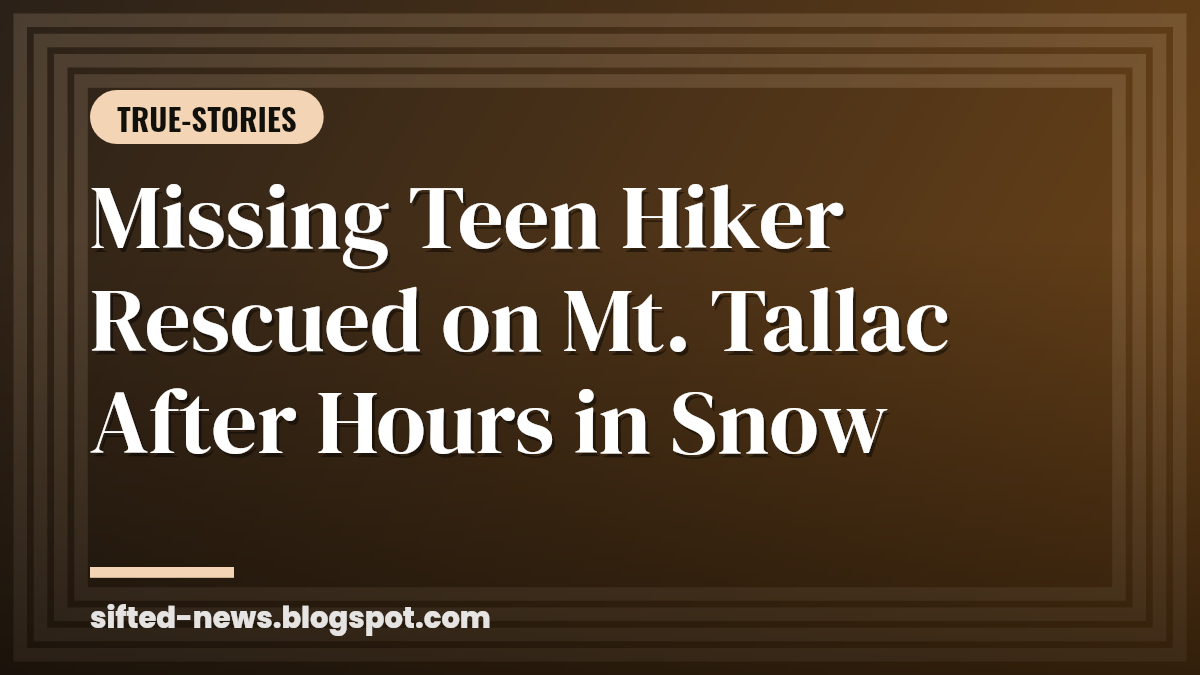 TRUE-STORIES
Missing Teen Hiker
Rescued on Mt. Tallac
After Hours in Snow
sifted-news.blogspot.com